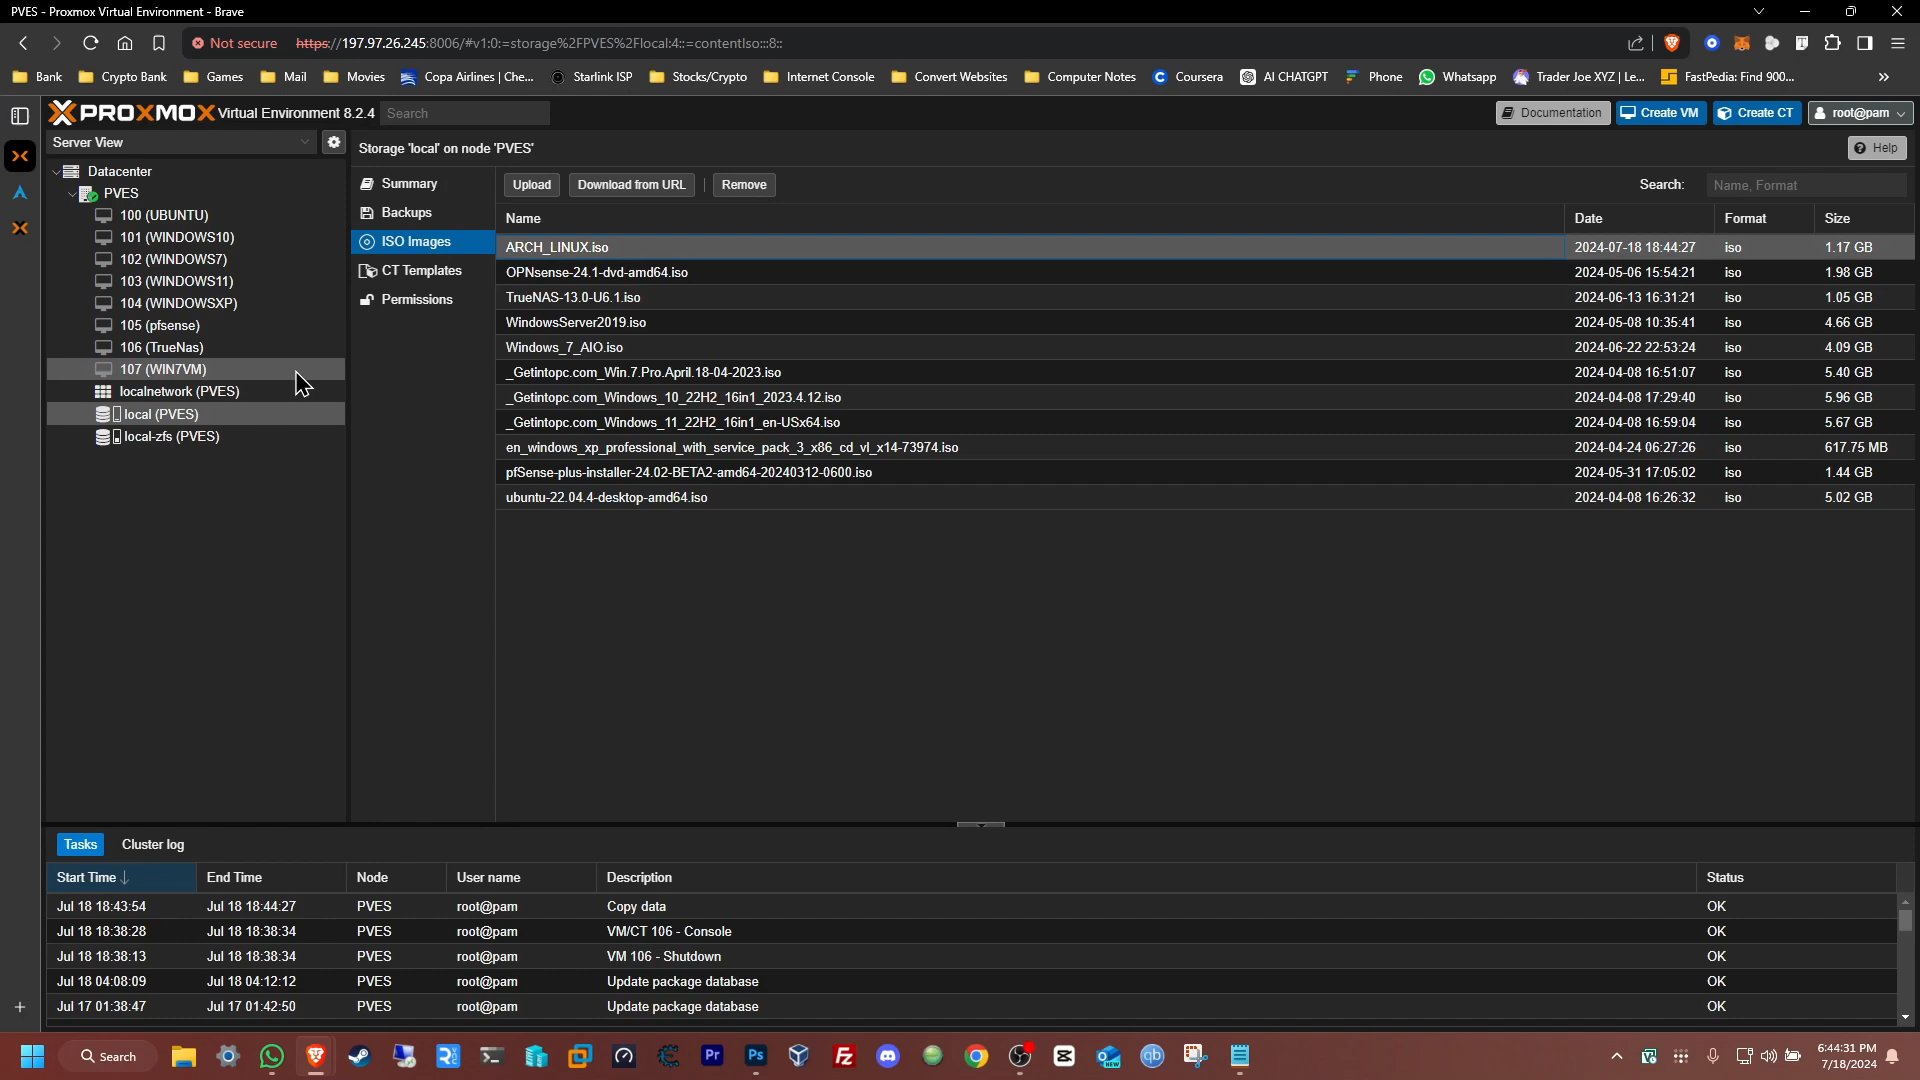 PVES - Proxmox Virtual Environment - Brave
Not secure https://197.97.26.245:8006/#v1:0:=storage%2FPVES%2Flocal:4::=contentIso:::8::
Bank Crypto Bank Games Mail Movies Copa Airlines | Che... Starlink ISP Stocks/Crypto Internet Console Convert Websites Computer Notes Coursera AI CHATGPT Phone Whatsapp Trader Joe XYZ | Le... FastPedia: Find 900... »
PROXMOX Virtual Environment 8.2.4 Search Documentation Create VM Create CT root@pam
Server View
Storage 'local' on node 'PVES' Help
Datacenter
PVES
100 (UBUNTU)
101 (WINDOWS10)
102 (WINDOWS7)
103 (WINDOWS11)
104 (WINDOWSXP)
105 (pfsense)
106 (TrueNas)
107 (WIN7VM)
localnetwork (PVES)
local (PVES)
local-zfs (PVES)
Summary
Backups
ISO Images
CT Templates
Permissions
Upload Download from URL Remove Search: Name, Format
Name Date Format Size
ARCH_LINUX.iso 2024-07-18 18:44:27 iso 1.17 GB
OPNsense-24.1-dvd-amd64.iso 2024-05-06 15:54:21 iso 1.98 GB
TrueNAS-13.0-U6.1.iso 2024-06-13 16:31:21 iso 1.05 GB
WindowsServer2019.iso 2024-05-08 10:35:41 iso 4.66 GB
Windows_7_AIO.iso 2024-06-22 22:53:24 iso 4.09 GB
_Getintopc.com_Win.7.Pro.April.18-04-2023.iso 2024-04-08 16:51:07 iso 5.40 GB
_Getintopc.com_Windows_10_22H2_16in1_2023.4.12.iso 2024-04-08 17:29:40 iso 5.96 GB
_Getintopc.com_Windows_11_22H2_16in1_en-USx64.iso 2024-04-08 16:59:04 iso 5.67 GB
en_windows_xp_professional_with_service_pack_3_x86_cd_vl_x14-73974.iso 2024-04-24 06:27:26 iso 617.75 MB
pfSense-plus-installer-24.02-BETA2-amd64-20240312-0600.iso 2024-05-31 17:05:02 iso 1.44 GB
ubuntu-22.04.4-desktop-amd64.iso 2024-04-08 16:26:32 iso 5.02 GB
Tasks Cluster log
Start Time ↓ End Time Node User name Description Status
Jul 18 18:43:54 Jul 18 18:44:27 PVES root@pam Copy data OK
Jul 18 18:38:28 Jul 18 18:38:34 PVES root@pam VM/CT 106 - Console OK
Jul 18 18:38:13 Jul 18 18:38:34 PVES root@pam VM 106 - Shutdown OK
Jul 18 04:08:09 Jul 18 04:12:12 PVES root@pam Update package database OK
Jul 17 01:38:47 Jul 17 01:42:50 PVES root@pam Update package database OK
Search Pr Ps Fz qb NEW 6:44:31 PM
7/18/2024